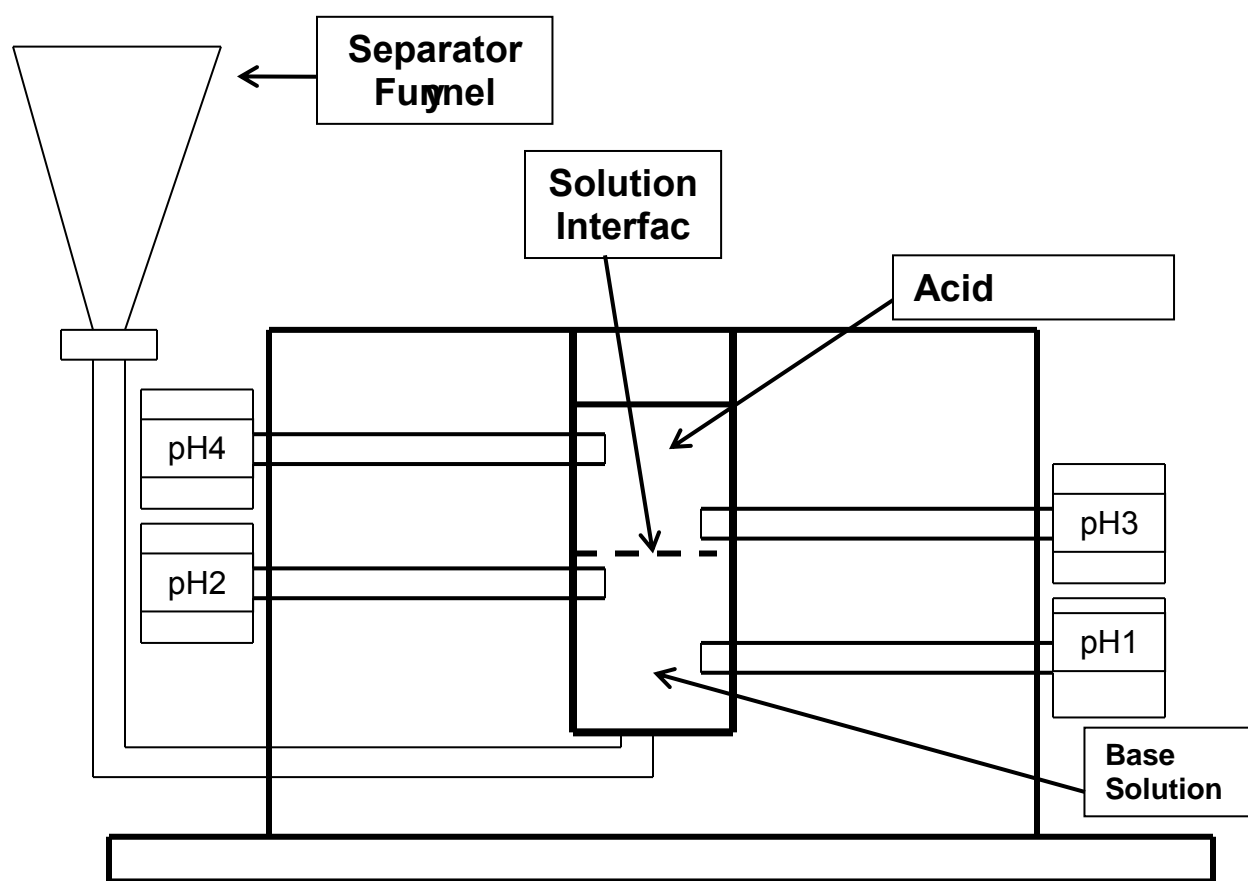 Separator
Funnel
y
Solution
Interfac
Acid
pH4
pH3
pH2
pH1
Base
Solution